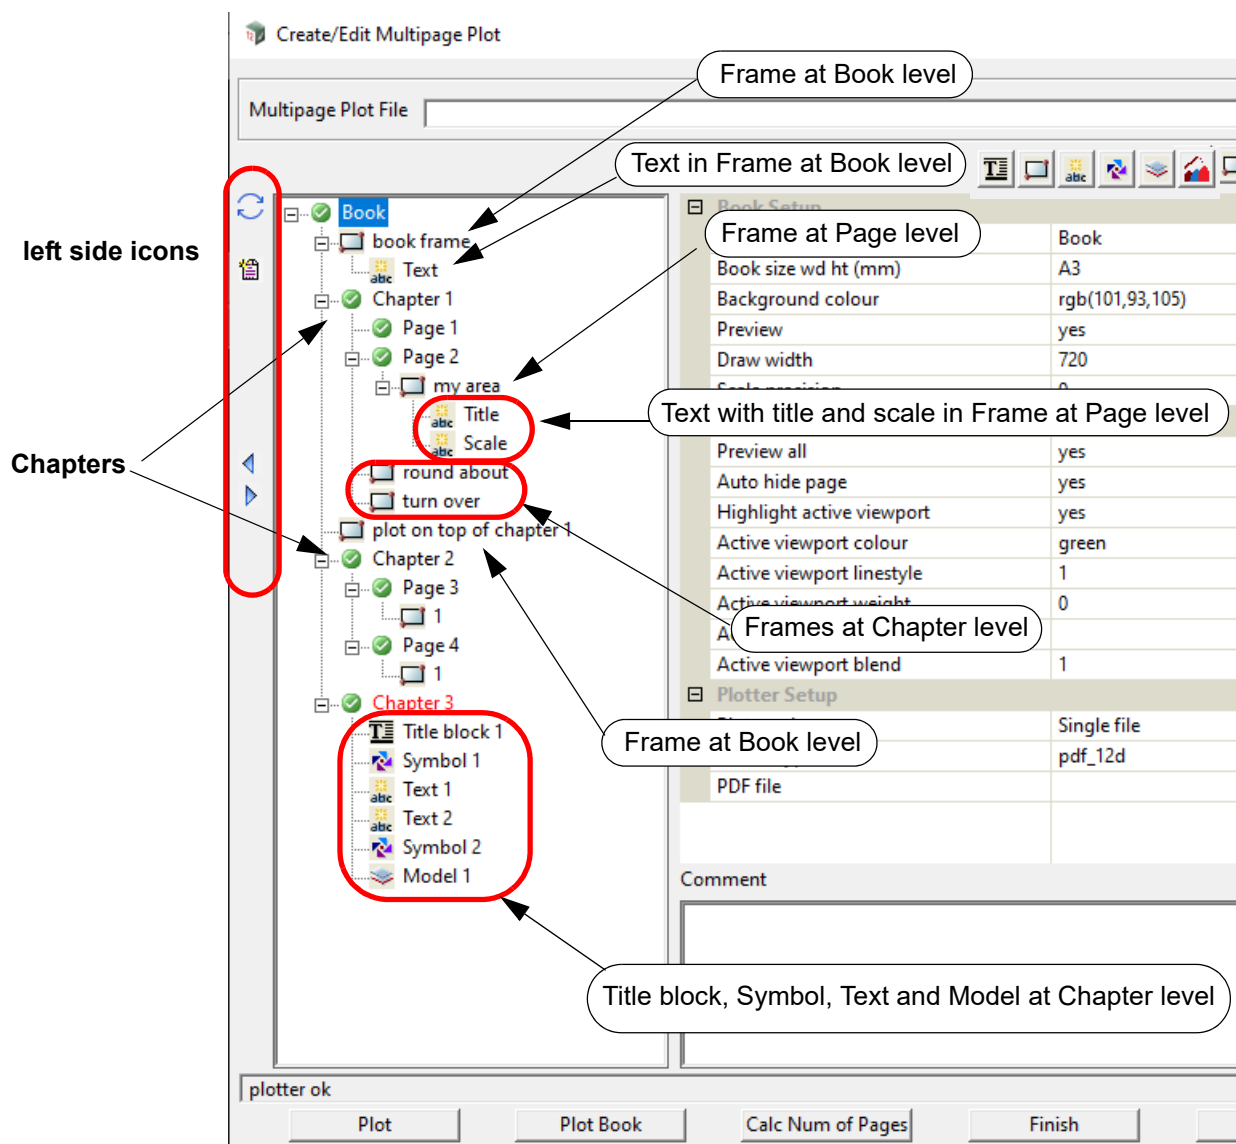 Create/Edit Multipage Plot
Frame at Book level
Multipage Plot File
Text in Frame at Book level
Book
Book Setup
left side icons
book frame
Frame at Page level
Book
Text
Book size wd ht (mm)
A3
Chapter 1
Background colour
rgb(101,93,105)
Page 1
Preview
yes
Page 2
Draw width
720
my area
Title
Text with title and scale in Frame at Page level
Scale
Preview all
yes
Chapters
round about
Auto hide page
yes
turn over
Highlight active viewport
yes
plot on top of chapter 1
Active viewport colour
green
Chapter 2
Active viewport linestyle
1
Page 3
Active viewport weight
0
1
Frames at Chapter level
Page 4
Active viewport blend
1
1
Plotter Setup
Chapter 3
Title block 1
Single file
Frame at Book level
Symbol 1
pdf_12d
Text 1
PDF file
Text 2
Symbol 2
Model 1
Comment
Title block, Symbol, Text and Model at Chapter level
plotter ok
Plot
Plot Book
Calc Num of Pages
Finish